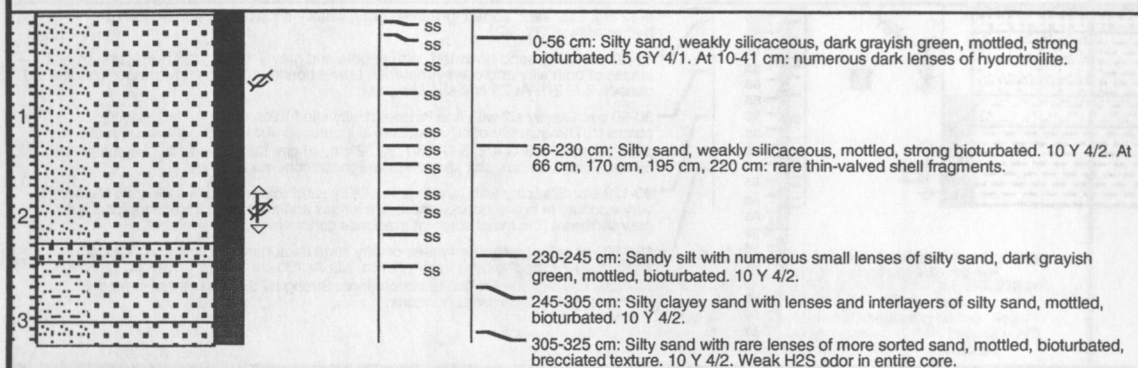 SS
SS
0-56 cm: Silty sand, weakly silicaceous, dark grayish green, mottled, strong
bioturbated. 5 GY 4/1. At 10-41 cm: numerous dark lenses of hydrotroilite.
SS
1
SS
SS
56-230 cm: Silty sand, weakly silicaceous, mottled, strong bioturbated. 10 Y 4/2. At
66 cm, 170 cm, 195 cm, 220 cm: rare thin-valved shell fragments.
SS
SS
2
SS
SS
230-245 cm: Sandy silt with numerous small lenses of silty sand, dark grayish
mottled, bioturbated. 10 Y 4/2.
SS
245-305 cm: Silty clayey sand with lenses and interlayers of silty sand, mottled,
bioturbated. 10 Y 4/2.
3
305-325 cm: Silty sand with rare lenses of more sorted sand, mottled, bioturbated,
brecciated texture. 10 Y 4/2. Weak H2S odor in entire core.